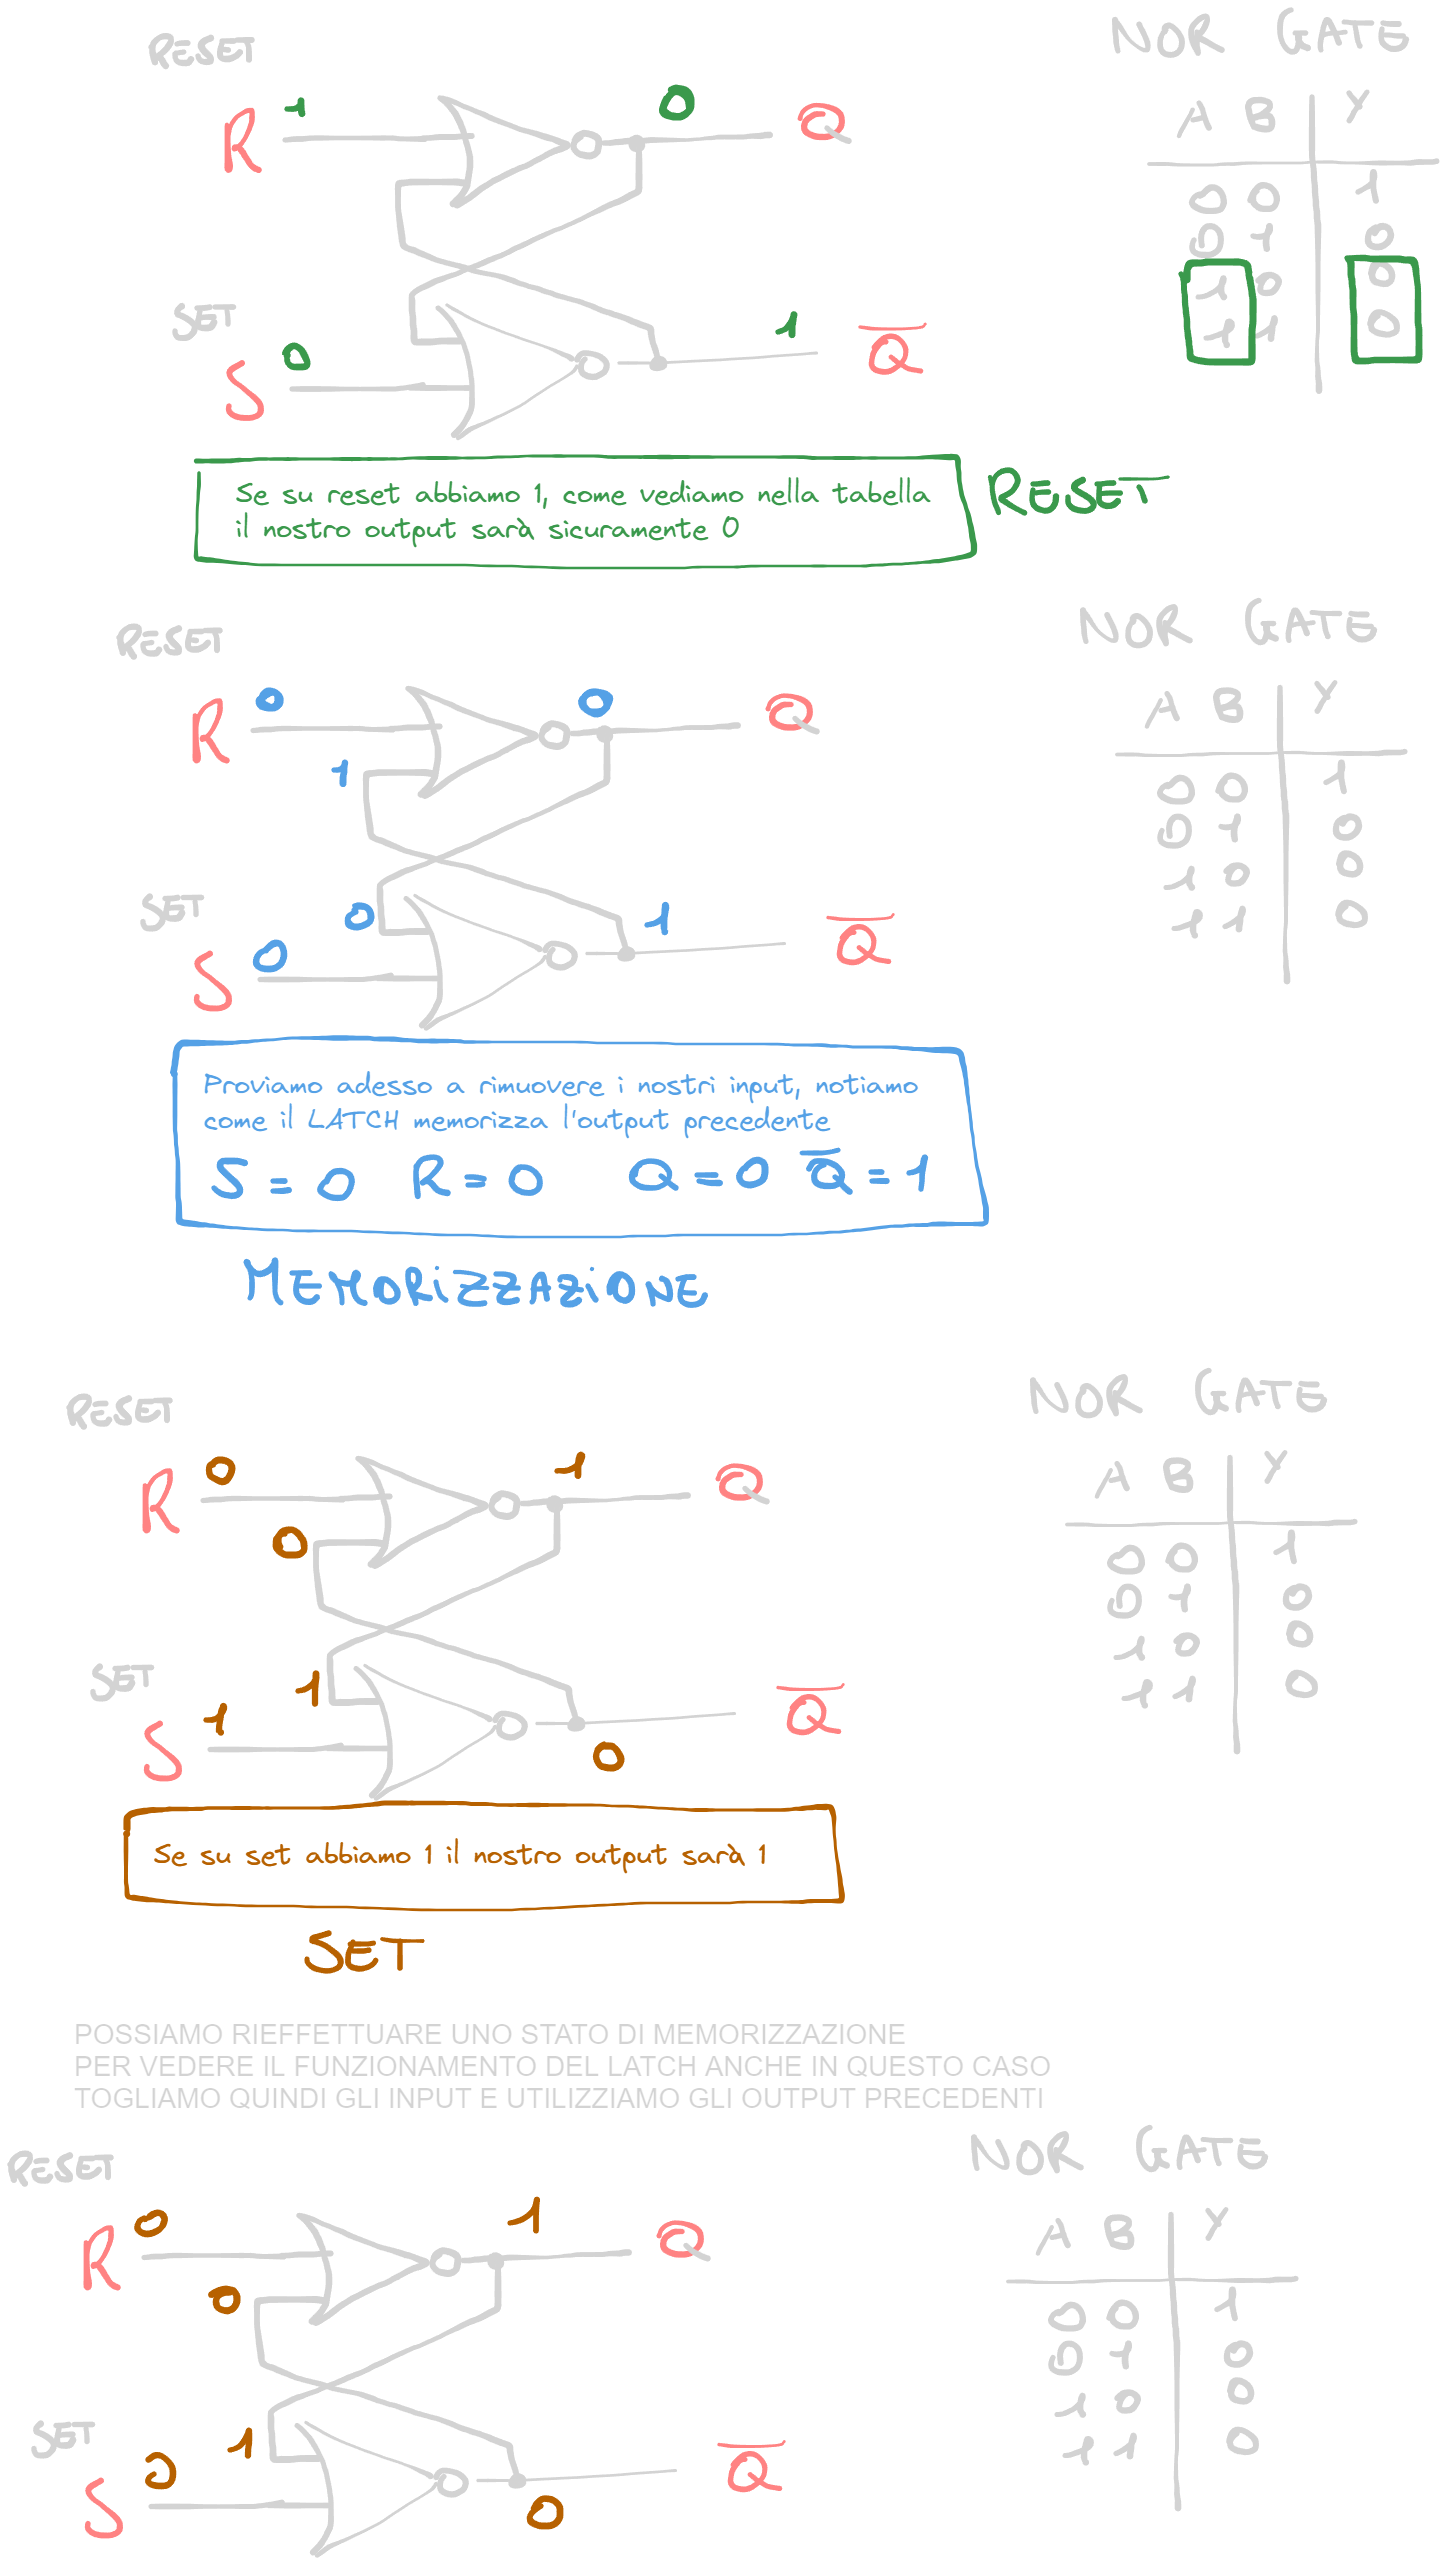 RESET
NOR GATE
R 1 0 Q
A B Y
0 0 1
0 1 0
1 0 0
1 1 0
SET
S 0 1 Q̅
Se su reset abbiamo 1, come vediamo nella tabella
il nostro output sarà sicuramente 0
RESET
RESET
NOR GATE
R 0 0 Q
1
A B Y
0 0 1
0 1 0
1 0 0
1 1 0
SET
0 1 Q̅
S 0
Proviamo adesso a rimuovere i nostri input, notiamo
come il LATCH memorizza l'output precedente
S = 0 R = 0 Q = 0 Q̅ = 1
MEMORiZZAZiONE
RESET
NOR GATE
R 0 1 Q
0
A B Y
0 0 1
0 1 0
1 0 0
1 1 0
SET
1 Q̅
S 1 0
Se su set abbiamo 1 il nostro output sarà 1
SET
POSSIAMO RIEFFETTUARE UNO STATO DI MEMORIZZAZIONE
PER VEDERE IL FUNZIONAMENTO DEL LATCH ANCHE IN QUESTO CASO
TOGLIAMO QUINDI GLI INPUT E UTILIZZIAMO GLI OUTPUT PRECEDENTI
RESET
NOR GATE
R 0 1 Q
0
A B Y
0 0 1
0 1 0
1 0 0
1 1 0
SET
1 Q̅
S 0 0